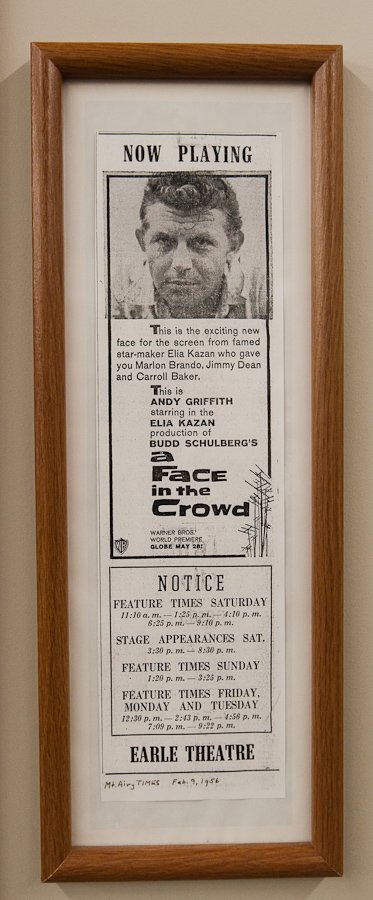 NOW PLAYING
This is the exciting new
face for the screen from famed
star-maker Elia Kazan who gave
you Marlon Brando, Jimmy Dean
and Carroll Baker.
This is
ANDY GRIFFITH
starring in the
ELIA KAZAN
production of
BUDD SCHULBERG'S
a
FACE
in the
CROWD
WARNER BROS.'
WORLD PREMIERE
GLOBE MAY 28!
WB
NOTICE
FEATURE TIMES SATURDAY
11:10 a. m. — 1:25 p. m. — 4:10 p. m.
6:25 p. m. — 9:10 p. m.
STAGE APPEARANCES SAT.
3:30 p. m. — 8:30 p. m.
FEATURE TIMES SUNDAY
1:20 p. m. — 3:25 p. m.
FEATURE TIMES FRIDAY,
MONDAY AND TUESDAY
12:30 p. m. — 2:43 p. m. — 4:56 p. m.
7:09 p. m. — 9:22 p. m.
EARLE THEATRE
Mt. Airy TIMES Feb. 9, 1956